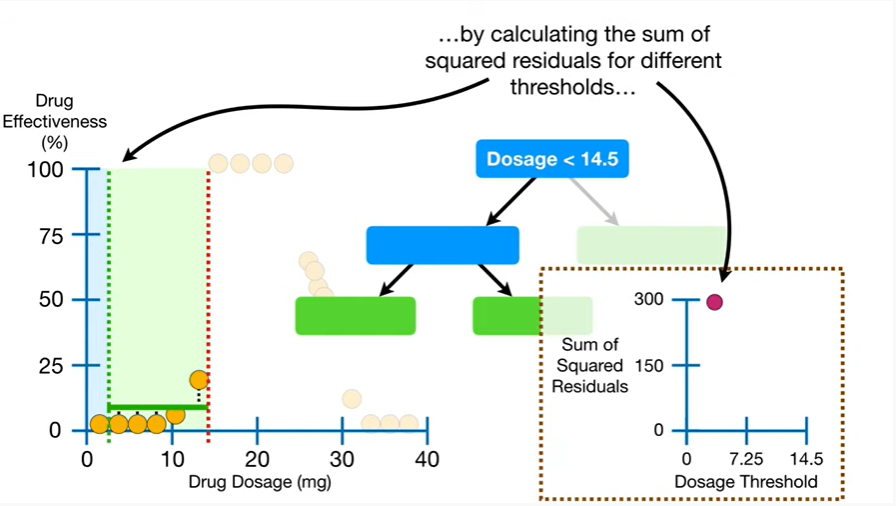 …by calculating the sum of
squared residuals for different
thresholds…
Drug
Effectiveness
(%)
100
75
50
25
0
0
10
20
30
40
Drug Dosage (mg)
Dosage < 14.5
300
150
0
Sum of
Squared
Residuals
0
7.25
14.5
Dosage Threshold